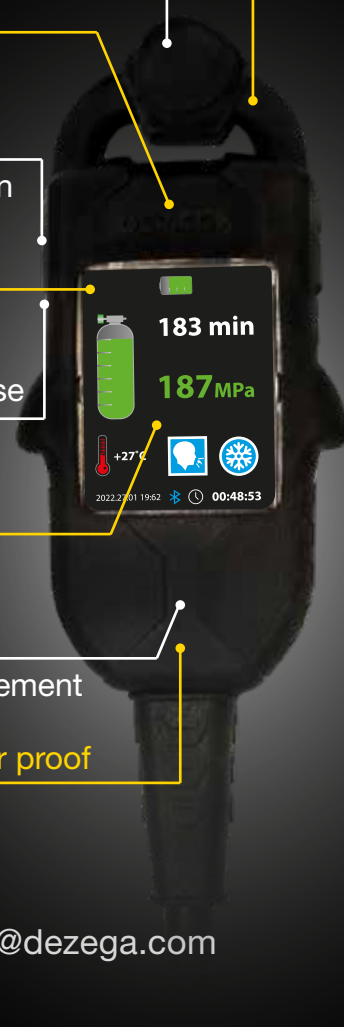 n
183 min
187MPa
se
+27°C
2022.27.01 19:62 00:48:53
ement
r proof
@dezega.com